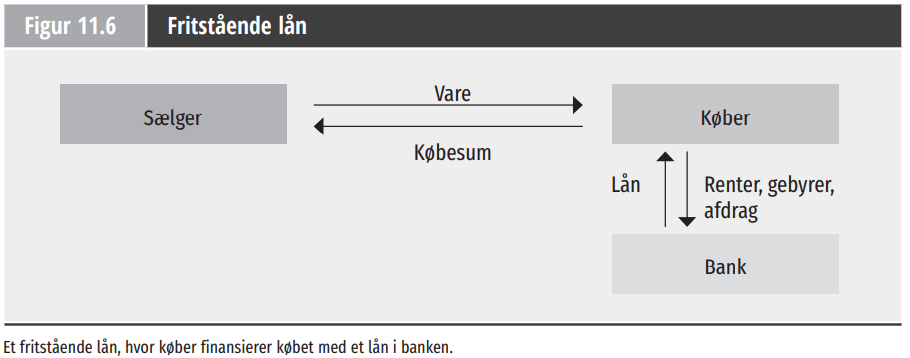 Figur 11.6 Fritstående lån
Vare
Sælger Køber
Købesum
Lån Renter, gebyrer,
afdrag
Bank
Et fritstående lån, hvor køber finansierer købet med et lån i banken.